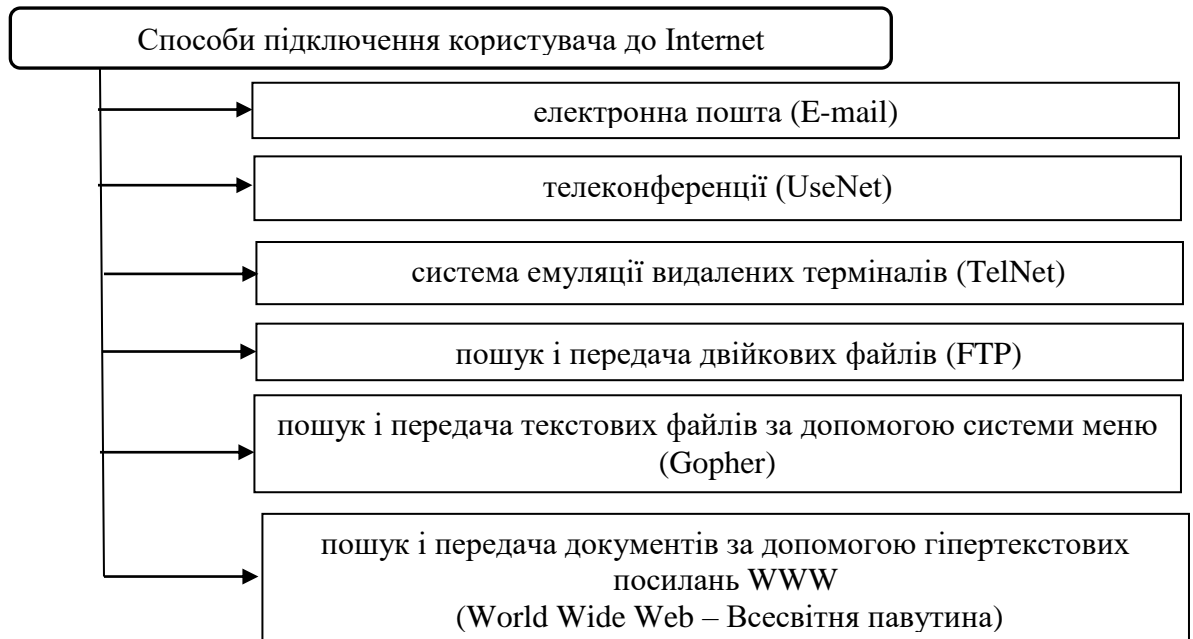 Способи підключення користувача до Internet
електронна пошта (E-mail)
телеконференції (UseNet)
система емуляції видалених терміналів (TelNet)
пошук і передача двійкових файлів (FTP)
пошук і передача текстових файлів за допомогою системи меню
(Gopher)
пошук і передача документів за допомогою гіпертекстових
посилань WWW
(World Wide Web – Всесвітня павутина)